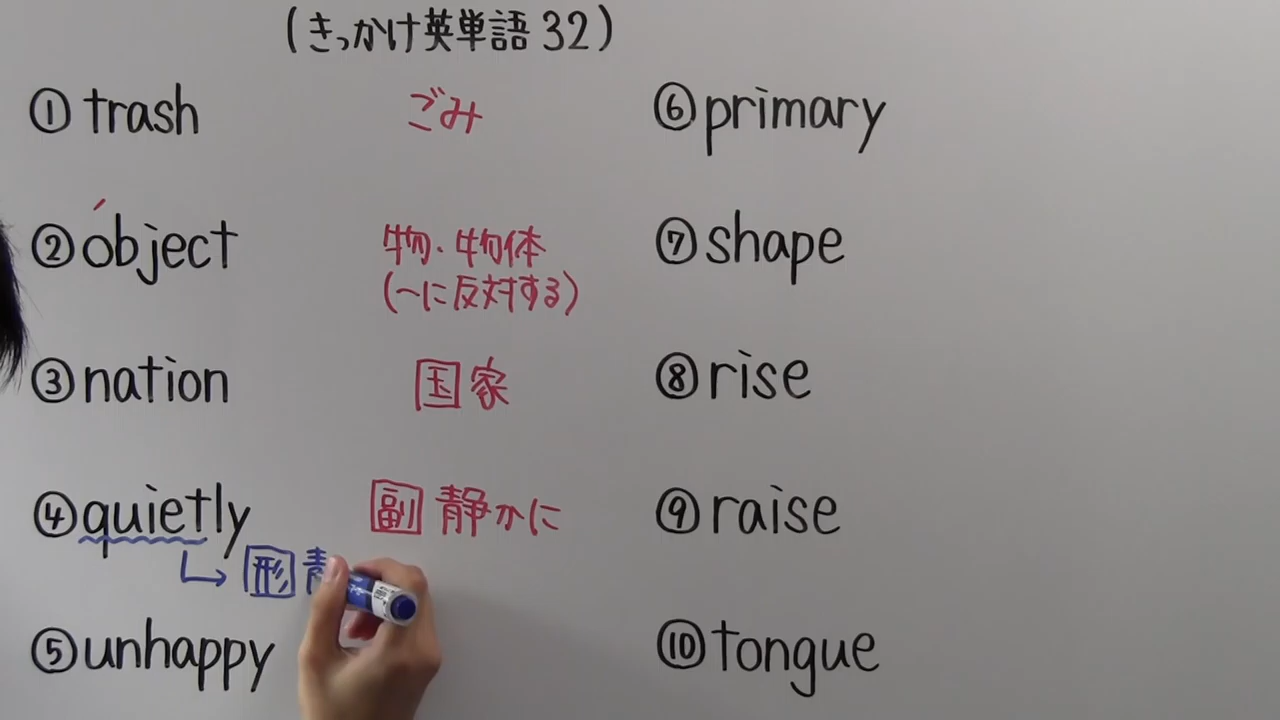 (きっかけ英単語32)
① trash ごみ
② object 物・物体
(〜に反対する)
③ nation 国家
④ quietly 副 静かに
形
⑤ unhappy
⑥ primary
⑦ shape
⑧ rise
⑨ raise
⑩ tongue